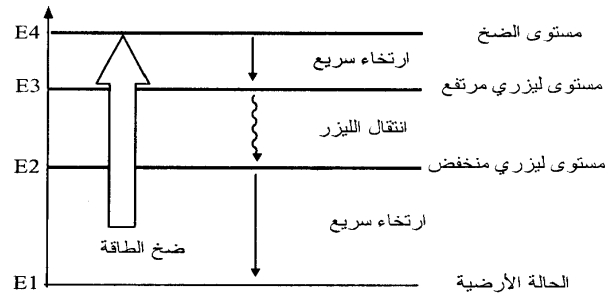 E4
مستوى الضخ
ارتخاء سريع
E3
مستوى ليزري مرتفع
انتقال الليزر
E2
مستوى ليزري منخفض
ارتخاء سريع
ضخ الطاقة
E1
الحالة الأرضية